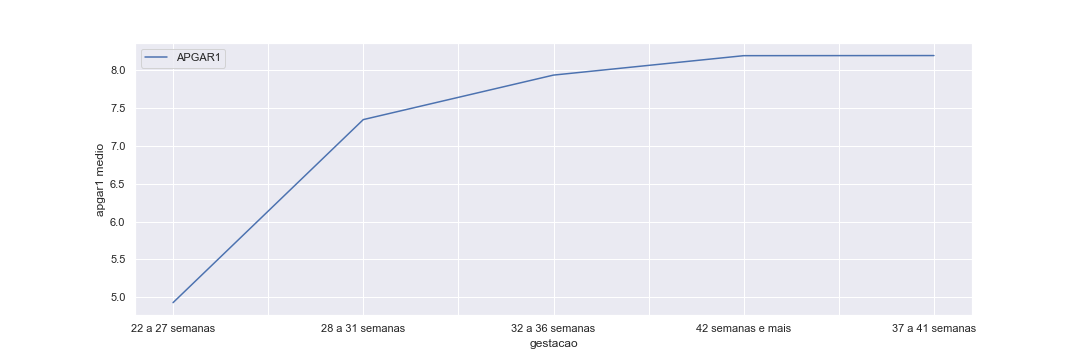 APGAR1
apgar1 medio
8.0
7.5
7.0
6.5
6.0
5.5
5.0
22 a 27 semanas
28 a 31 semanas
32 a 36 semanas
42 semanas e mais
37 a 41 semanas
gestacao